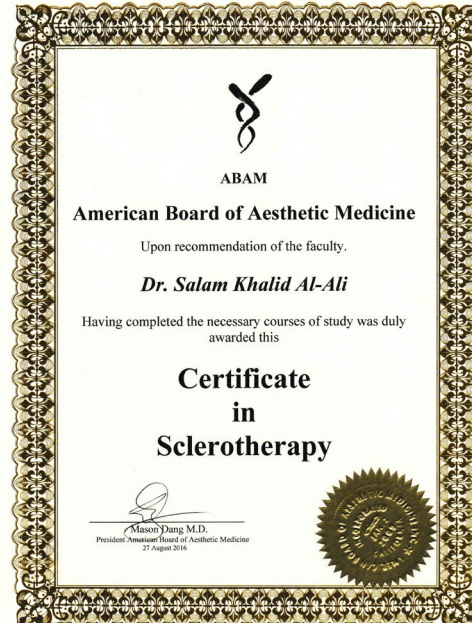 ABAM
American Board of Aesthetic Medicine
Upon recommendation of the faculty.
Dr. Salam Khalid Al-Ali
Having completed the necessary courses of study was duly
awarded this
Certificate
in
Sclerotherapy
Mason Dang M.D.
President American Board of Aesthetic Medicine
27 August 2016